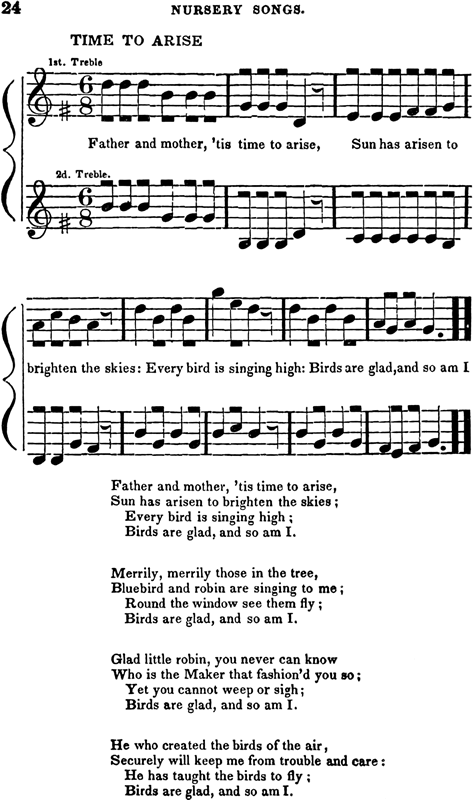 24 NURSERY SONGS.
TIME TO ARISE
1st. Treble
6
8
Father and mother, 'tis time to arise, Sun has arisen to
2d. Treble.
6
8
brighten the skies: Every bird is singing high: Birds are glad, and so am I
Father and mother, 'tis time to arise,
Sun has arisen to brighten the skies;
Every bird is singing high;
Birds are glad, and so am I.
Merrily, merrily those in the tree,
Bluebird and robin are singing to me;
Round the window see them fly;
Birds are glad, and so am I.
Glad little robin, you never can know
Who is the Maker that fashion'd you so;
Yet you cannot weep or sigh;
Birds are glad, and so am I.
He who created the birds of the air,
Securely will keep me from trouble and care:
He has taught the birds to fly;
Birds are glad, and so am I.